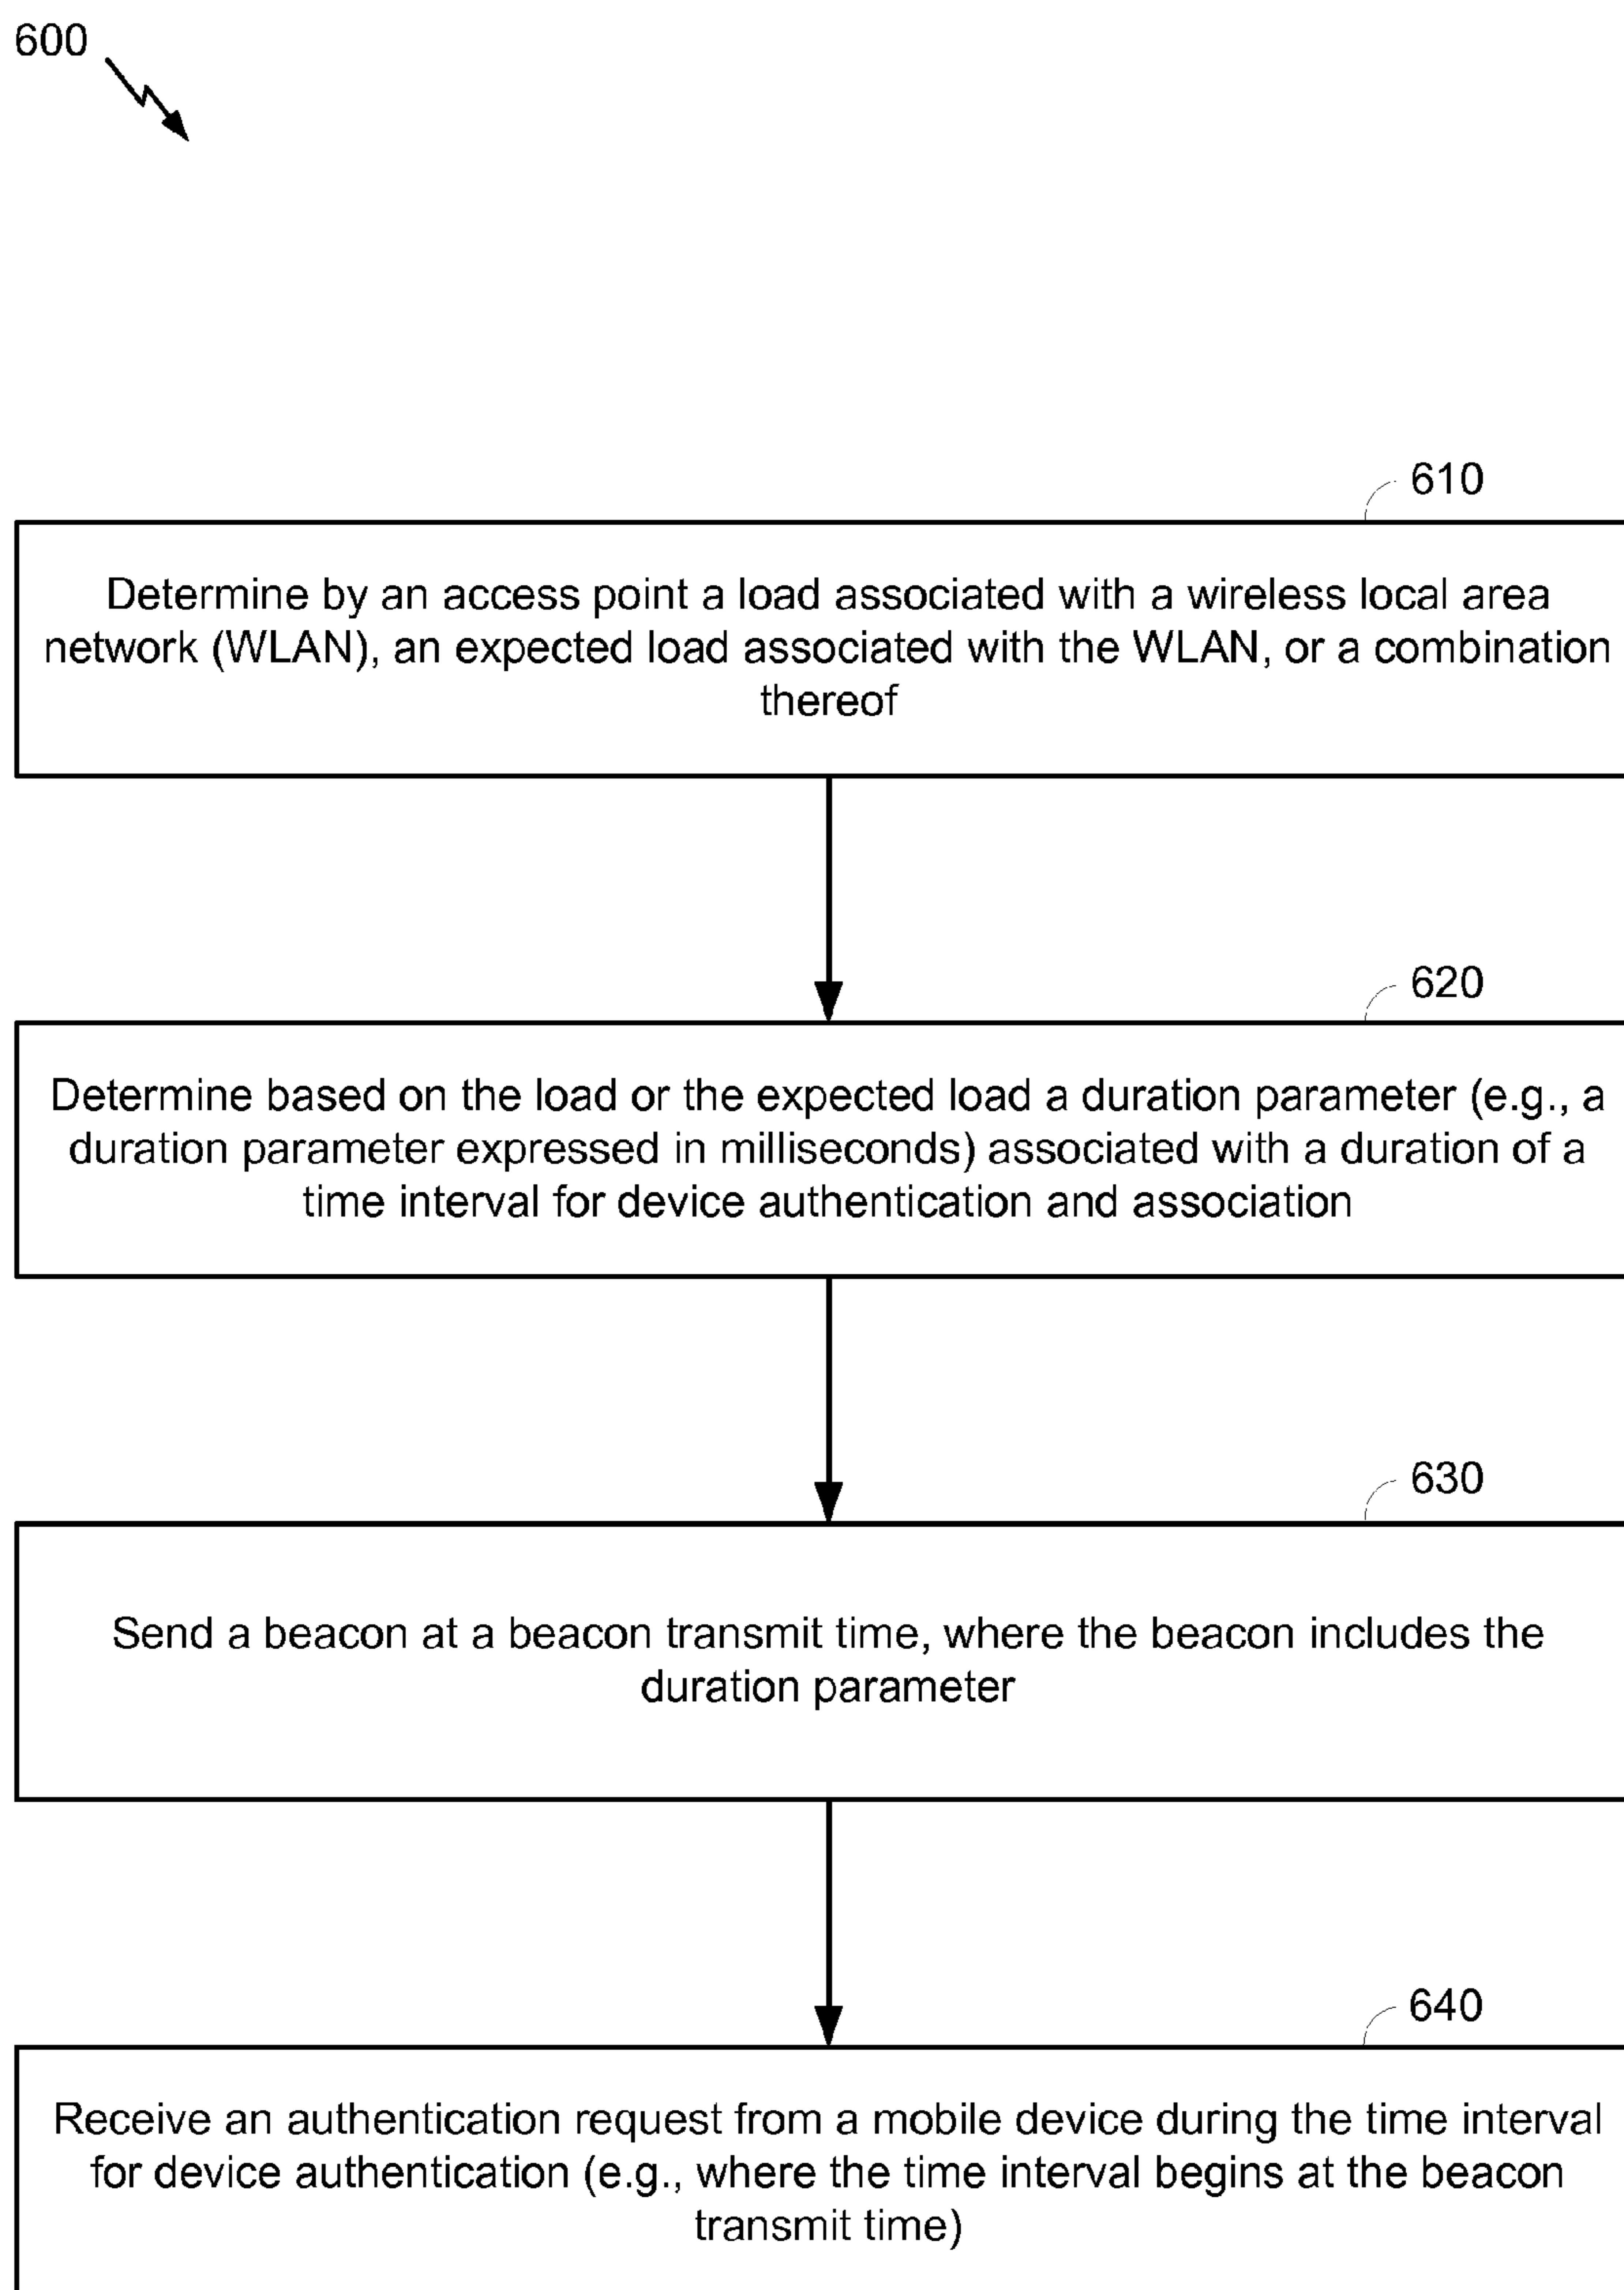 600
610
Determine by an access point a load associated with a wireless local area
network (WLAN), an expected load associated with the WLAN, or a combination
thereof
620
Determine based on the load or the expected load a duration parameter (e.g., a
duration parameter expressed in milliseconds) associated with a duration of a
time interval for device authentication and association
630
Send a beacon at a beacon transmit time, where the beacon includes the
duration parameter
640
Receive an authentication request from a mobile device during the time interval
for device authentication (e.g., where the time interval begins at the beacon
transmit time)